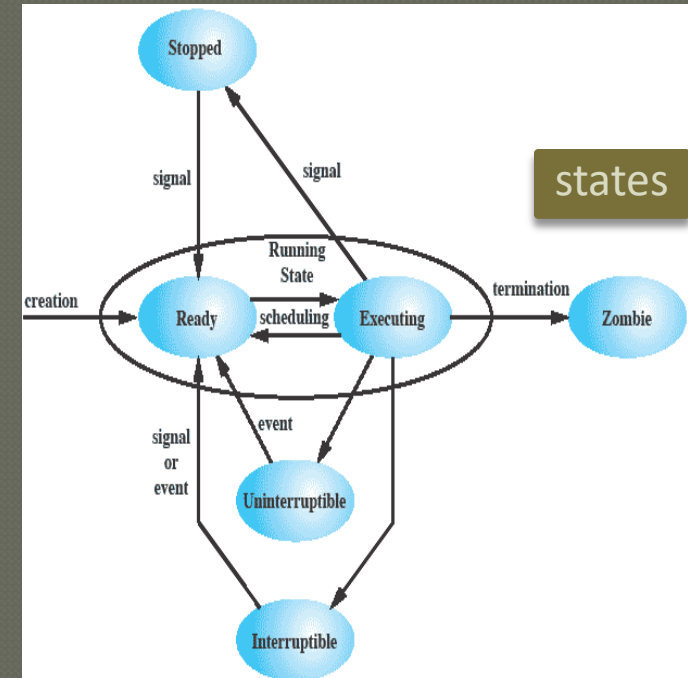 Stopped
signal
signal
states
Running
State
creation
Ready
scheduling
Executing
termination
Zombie
event
signal
or
event
Uninterruptible
Interruptible